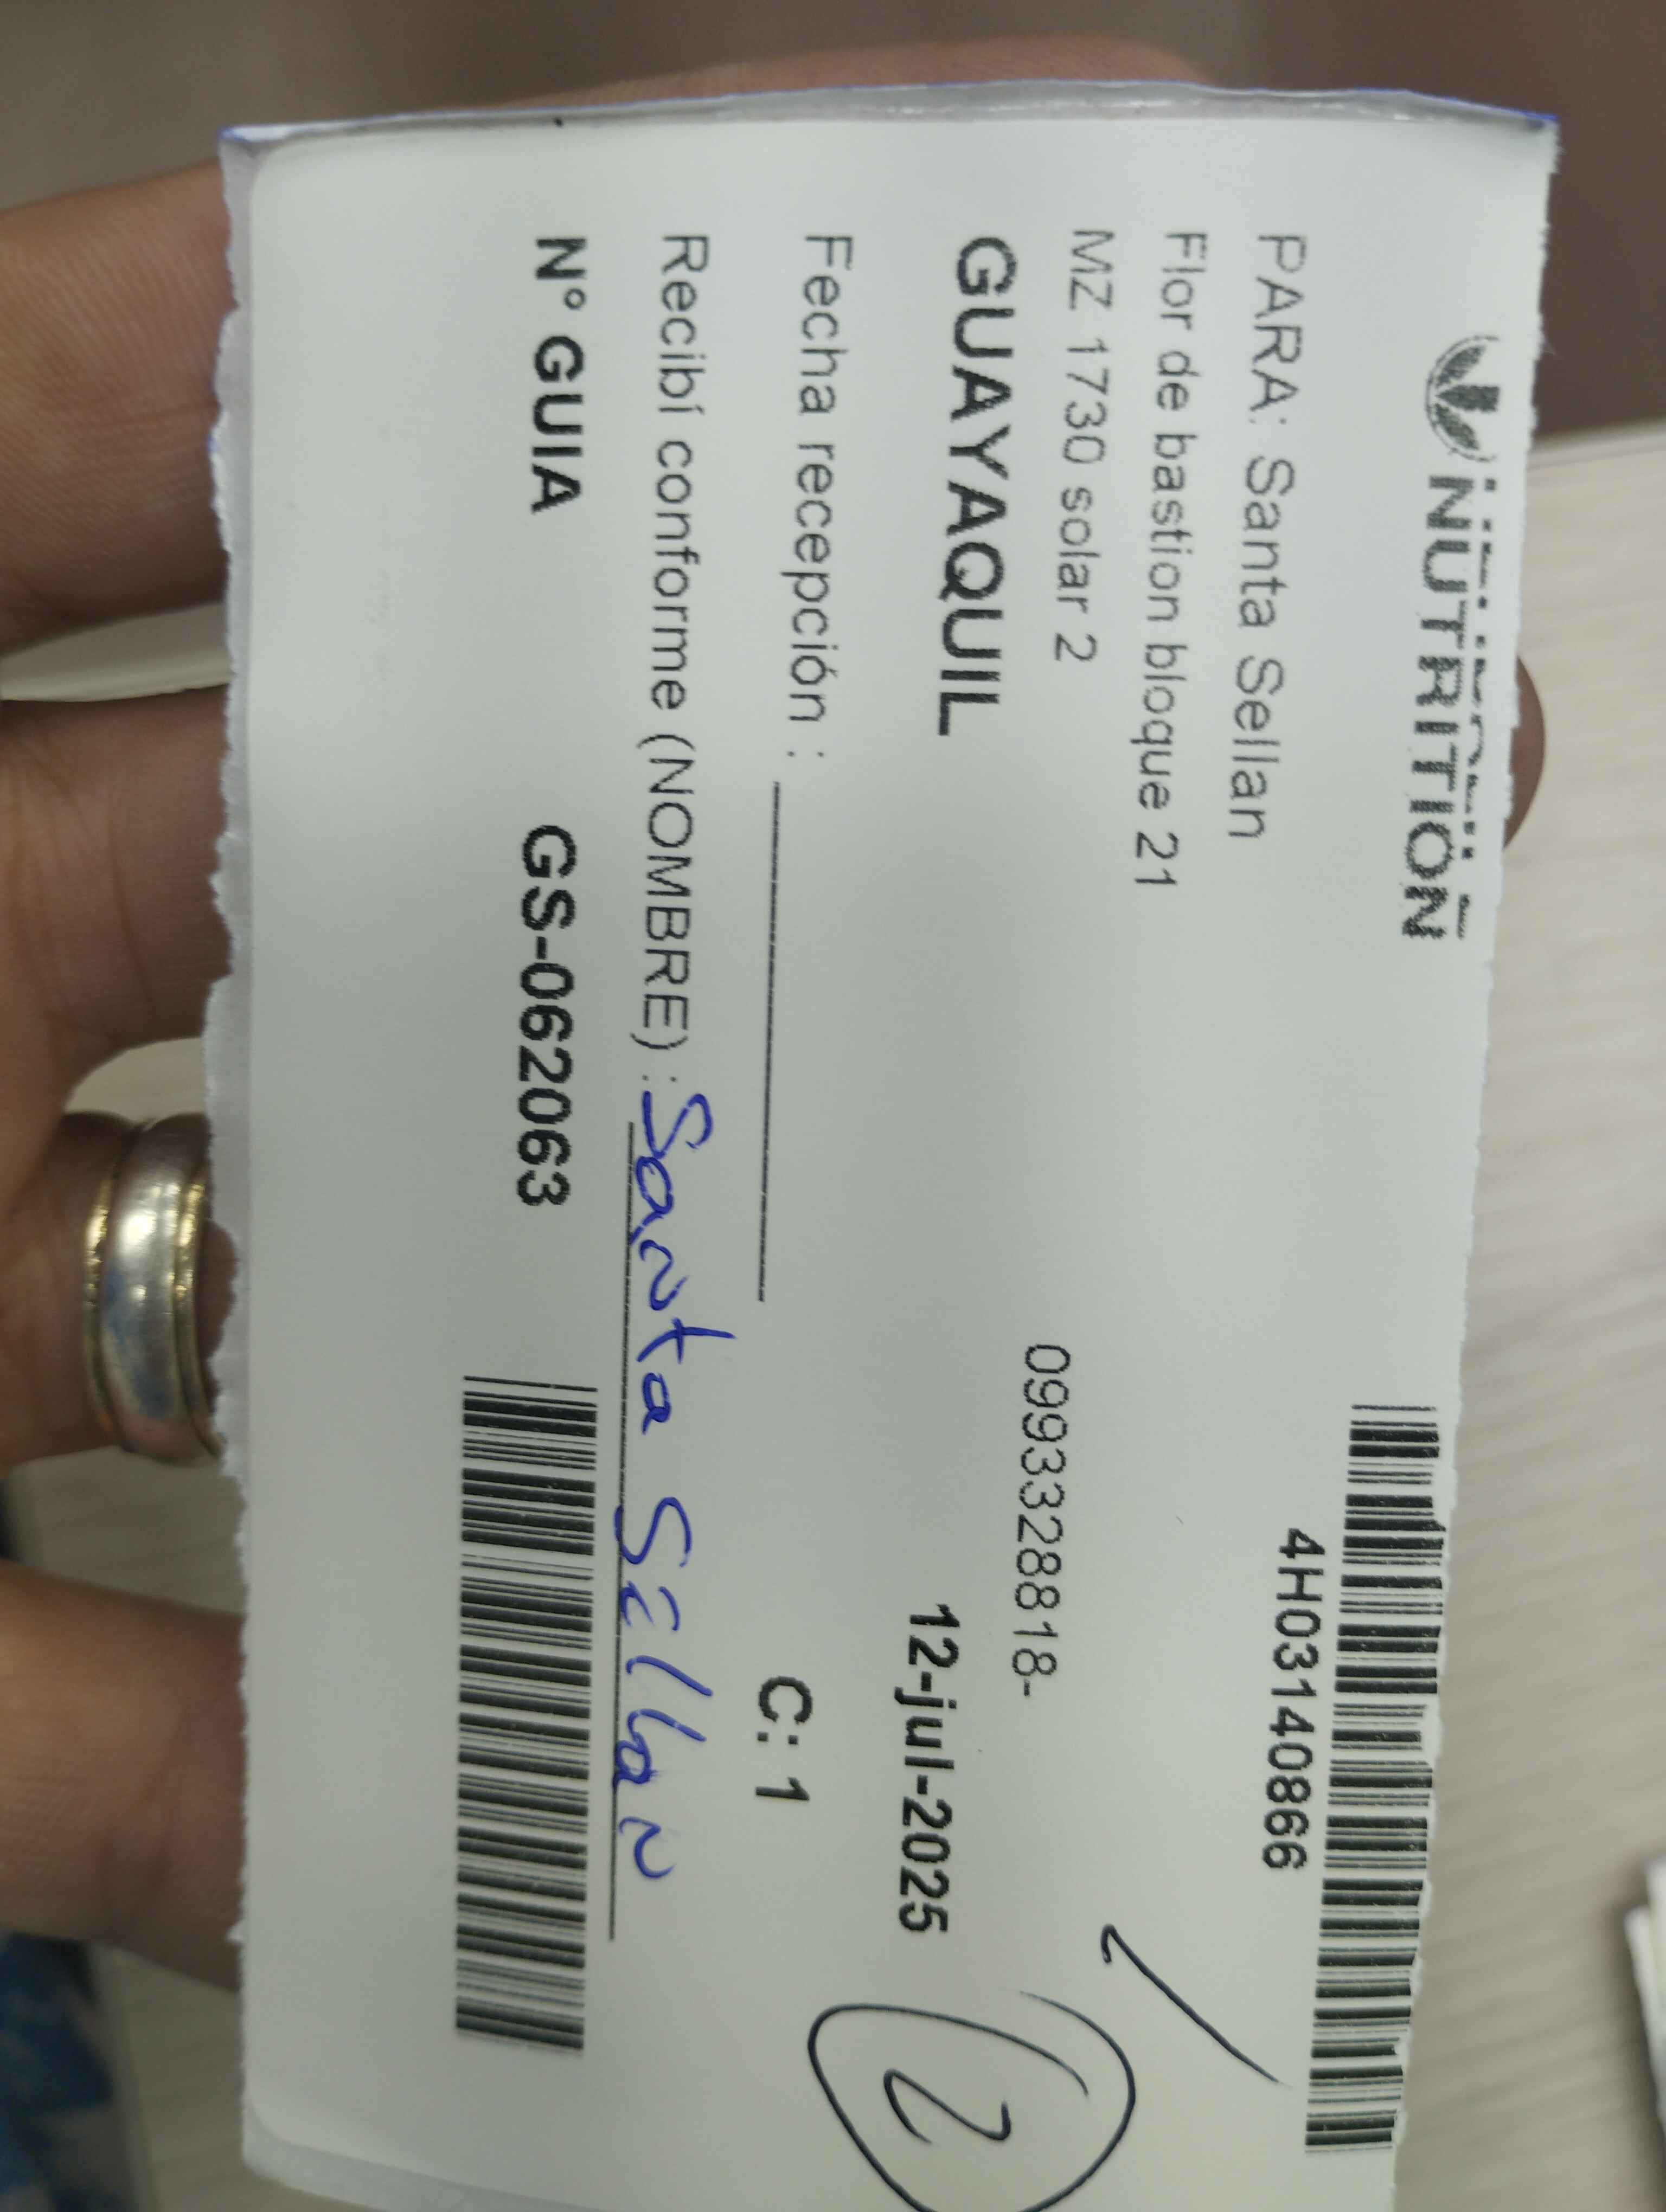 NUTRITION
4H03140866
PARA: Santa Sellan
Flor de bastion bloque 21
MZ 1730 solar 2
0993328818-
GUAYAQUIL
12-jul-2025
2
Fecha recepción :
C: 1
Recibí conforme (NOMBRE) : Santa Sellan
N° GUIA GS-062063